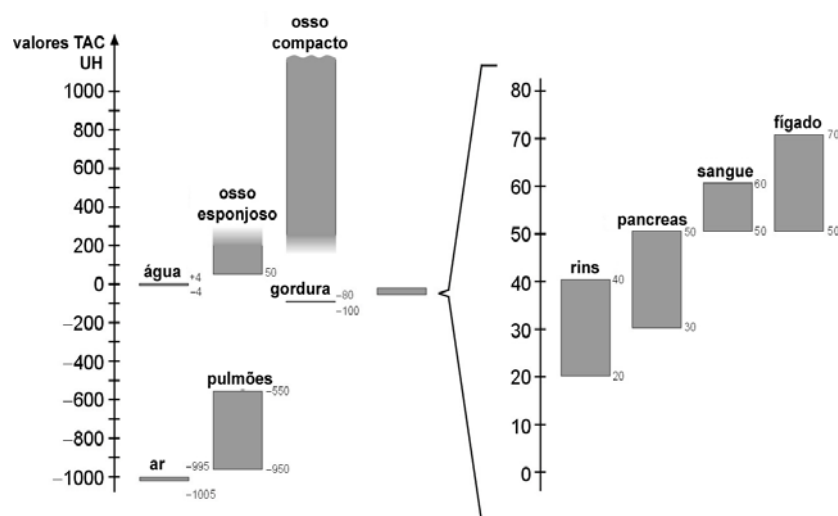 valores TAC
UH
1000
800
600
400
200
0
−200
−400
−600
−800
−1000
osso
compacto
osso
esponjoso
50
água
+4
−4
gordura
−80
−100
pulmões
−550
−950
ar
−995
−1005
80
70
60
50
40
30
20
10
0
rins
40
20
pancreas
50
30
sangue
60
50
fígado
70
50